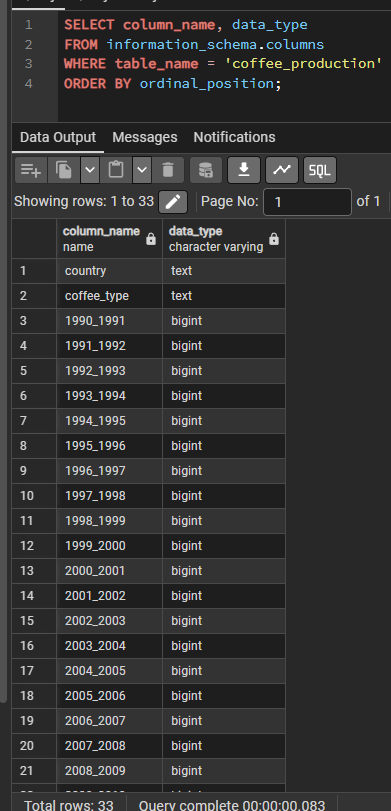 1 SELECT column_name, data_type
2 FROM information_schema.columns
3 WHERE table_name = 'coffee_production'
4 ORDER BY ordinal_position;
Data Output Messages Notifications
SQL
Showing rows: 1 to 33 Page No: 1 of 1
column_name data_type
name character varying
1 country text
2 coffee_type text
3 1990_1991 bigint
4 1991_1992 bigint
5 1992_1993 bigint
6 1993_1994 bigint
7 1994_1995 bigint
8 1995_1996 bigint
9 1996_1997 bigint
10 1997_1998 bigint
11 1998_1999 bigint
12 1999_2000 bigint
13 2000_2001 bigint
14 2001_2002 bigint
15 2002_2003 bigint
16 2003_2004 bigint
17 2004_2005 bigint
18 2005_2006 bigint
19 2006_2007 bigint
20 2007_2008 bigint
21 2008_2009 bigint
Total rows: 33 Query complete 00:00:00.083